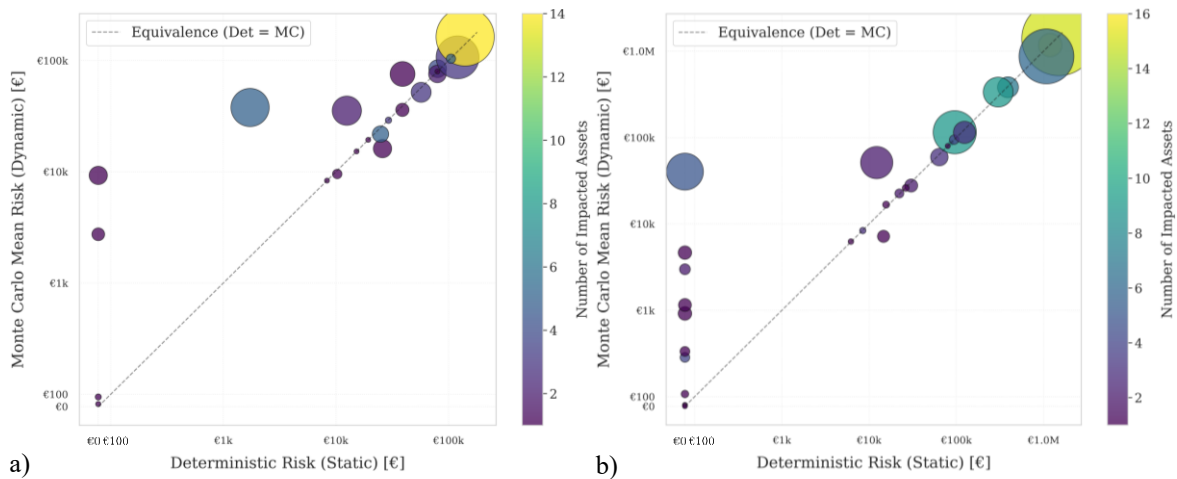 Equivalence (Det = MC)
Monte Carlo Mean Risk (Dynamic) [€]
€100k
€10k
€1k
€100
€0
€0 €100
€1k
€10k
€100k
Deterministic Risk (Static) [€]
a)
14
12
10
8
6
4
2
Number of Impacted Assets
Equivalence (Det = MC)
Monte Carlo Mean Risk (Dynamic) [€]
€1.0M
€100k
€10k
€1k
€100
€0
€0 €100
€1k
€10k
€100k
€1.0M
Deterministic Risk (Static) [€]
b)
16
14
12
10
8
6
4
2
Number of Impacted Assets